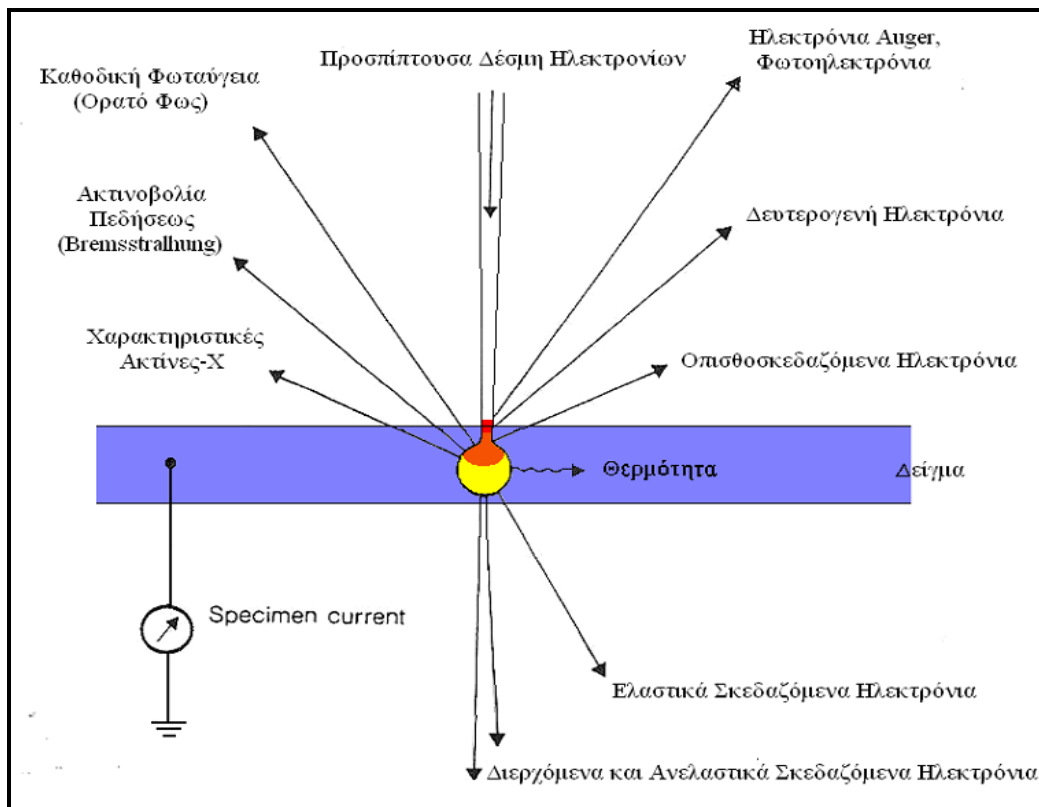 Προσπίπτουσα Δέσμη Ηλεκτρονίων
Ηλεκτρόνια Auger,
Φωτοηλεκτρόνια
Καθοδική Φωταύγεια
(Ορατό Φως)
Ακτινοβολία
Πεδήσεως
(Bremsstralhung)
Δευτερογενή Ηλεκτρόνια
Χαρακτηριστικές
Ακτίνες-Χ
Οπισθοσκεδαζόμενα Ηλεκτρόνια
Θερμότητα
Δείγμα
Specimen current
Ελαστικά Σκεδαζόμενα Ηλεκτρόνια
Διερχόμενα και Ανελαστικά Σκεδαζόμενα Ηλεκτρόνια